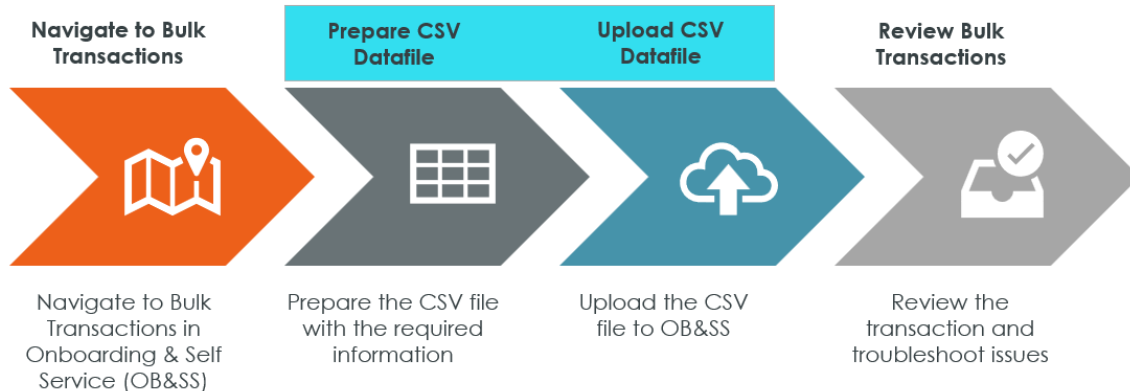 Navigate to Bulk
Transactions
Prepare CSV
Datafile
Upload CSV
Datafile
Review Bulk
Transactions
Navigate to Bulk
Transactions in
Onboarding & Self
Service (OB&SS)
Prepare the CSV file
with the required
information
Upload the CSV
file to OB&SS
Review the
transaction and
troubleshoot issues